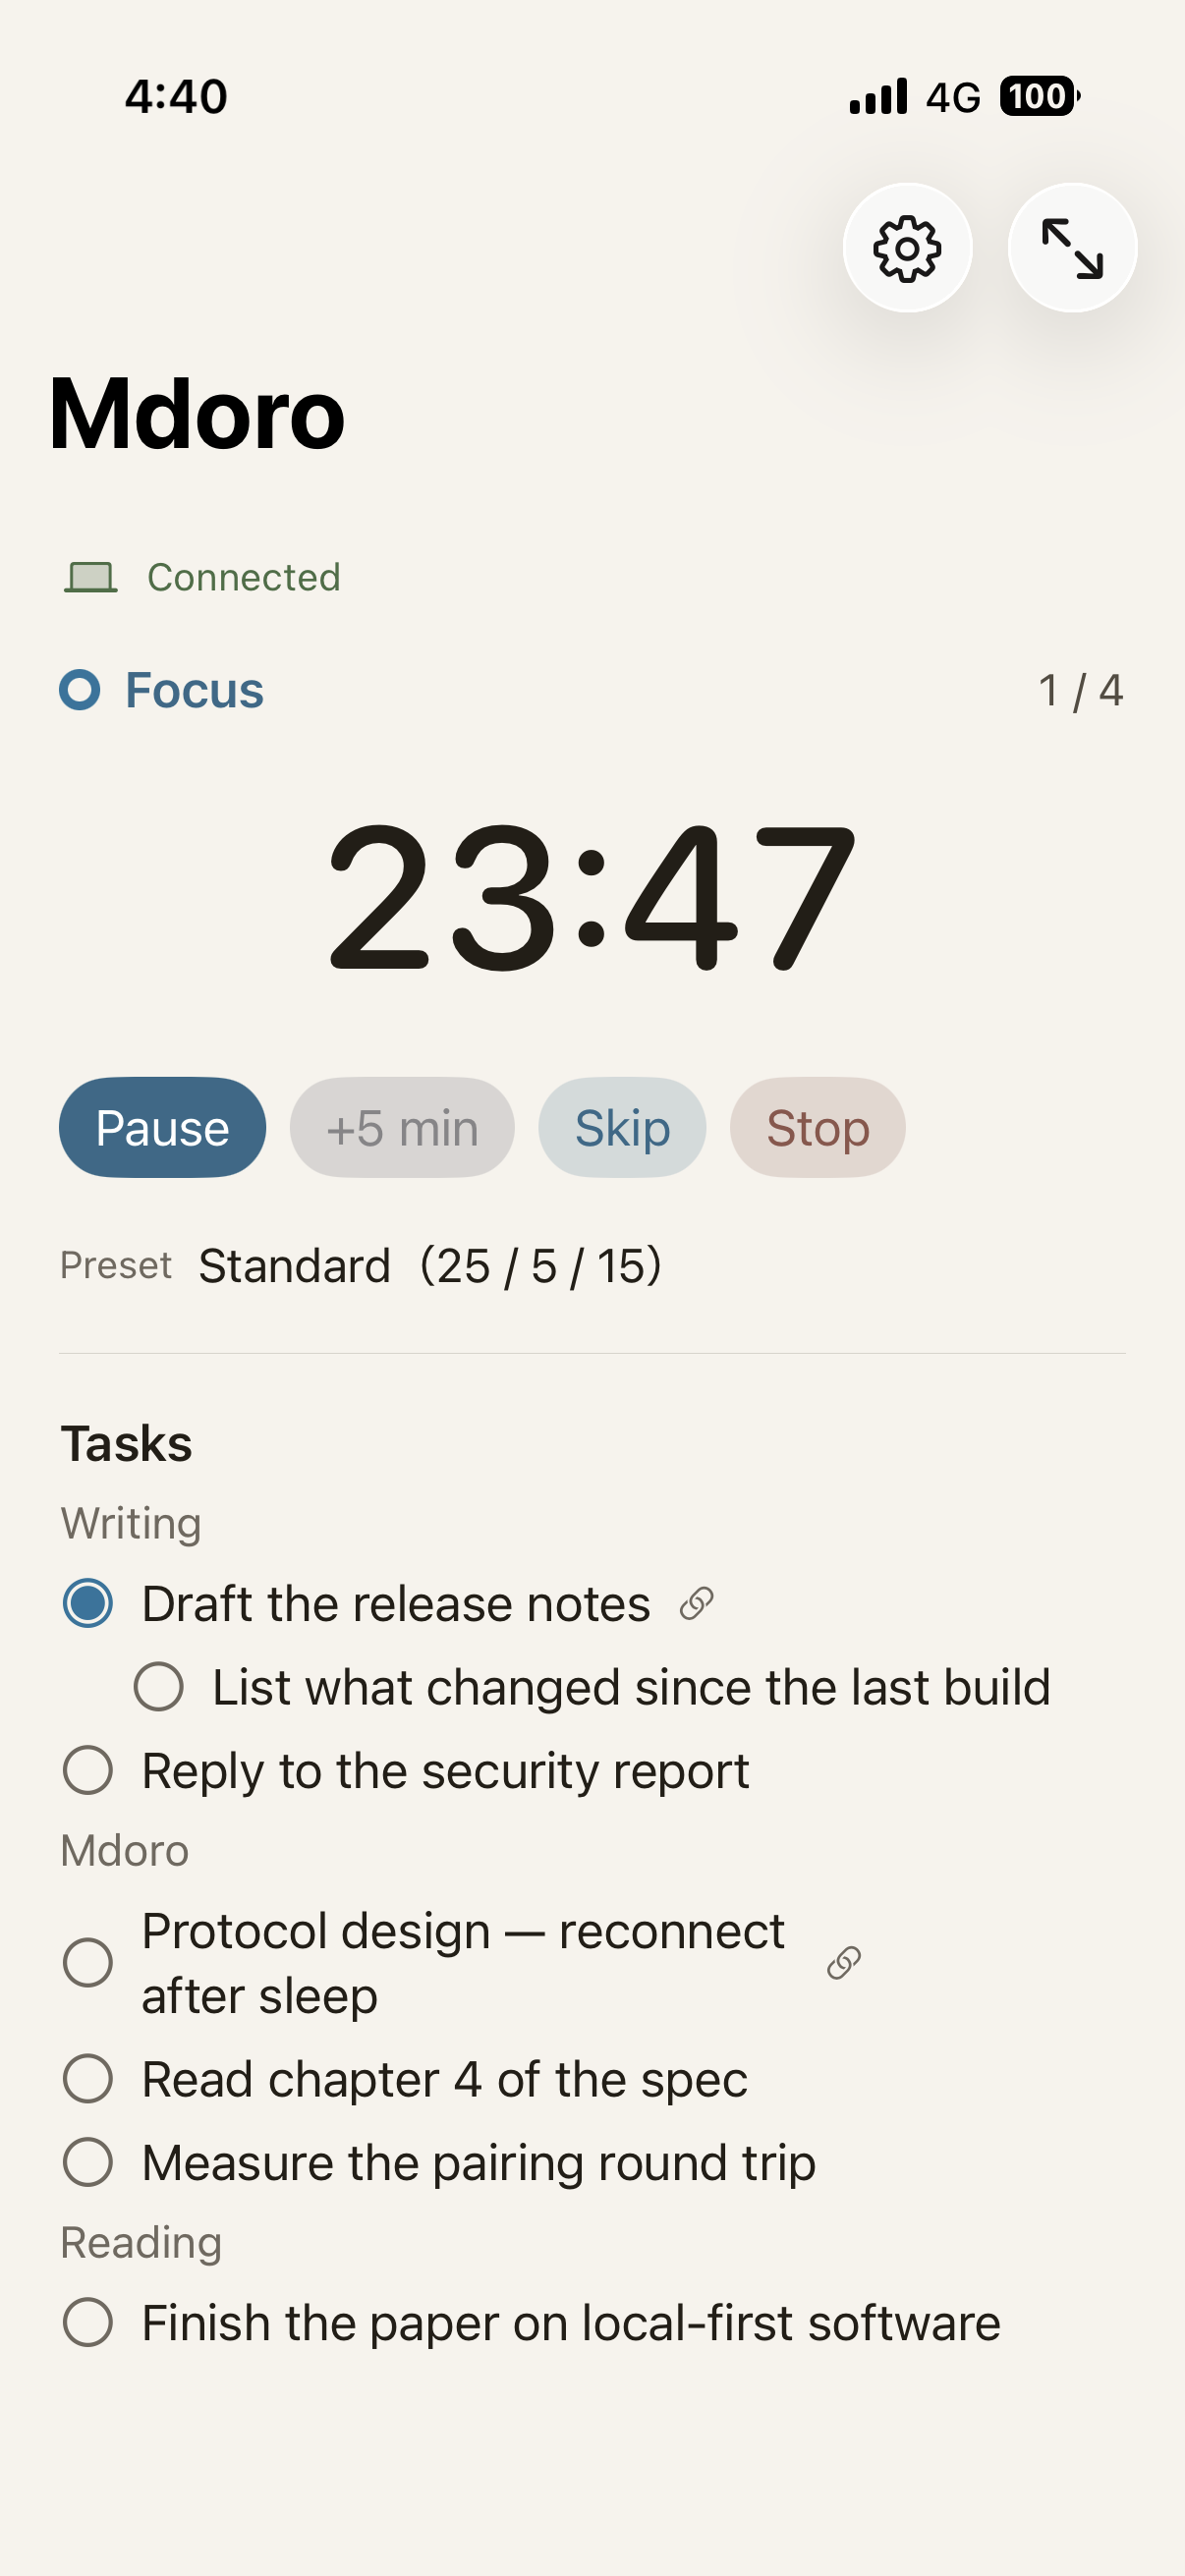 4:40
4G 100
Mdoro
Connected
Focus
1 / 4
23:47
Pause +5 min Skip Stop
Preset Standard (25 / 5 / 15)
Tasks
Writing
Draft the release notes
List what changed since the last build
Reply to the security report
Mdoro
Protocol design — reconnect
after sleep
Read chapter 4 of the spec
Measure the pairing round trip
Reading
Finish the paper on local-first software